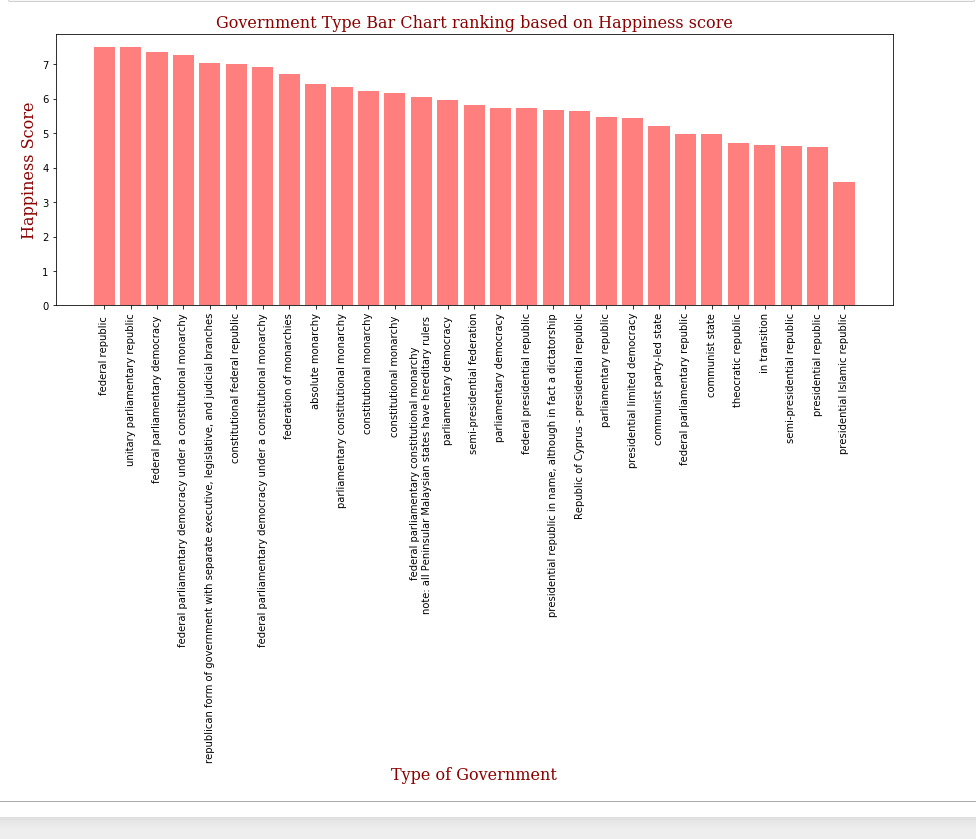 Government Type Bar Chart ranking based on Happiness score
Happiness Score
7
6
5
4
3
2
1
0
federal republic
unitary parliamentary republic
federal parliamentary democracy
federal parliamentary democracy under a constitutional monarchy
republican form of government with separate executive, legislative, and judicial branches
constitutional federal republic
federal parliamentary democracy under a constitutional monarchy
federation of monarchies
absolute monarchy
parliamentary constitutional monarchy
constitutional monarchy
constitutional monarchy
federal parliamentary constitutional monarchy
note: all Peninsular Malaysian states have hereditary rulers
parliamentary democracy
semi-presidential federation
parliamentary democracy
federal presidential republic
presidential republic in name, although in fact a dictatorship
Republic of Cyprus - presidential republic
parliamentary republic
presidential limited democracy
communist party-led state
federal parliamentary republic
communist state
theocratic republic
in transition
semi-presidential republic
presidential republic
presidential Islamic republic
Type of Government